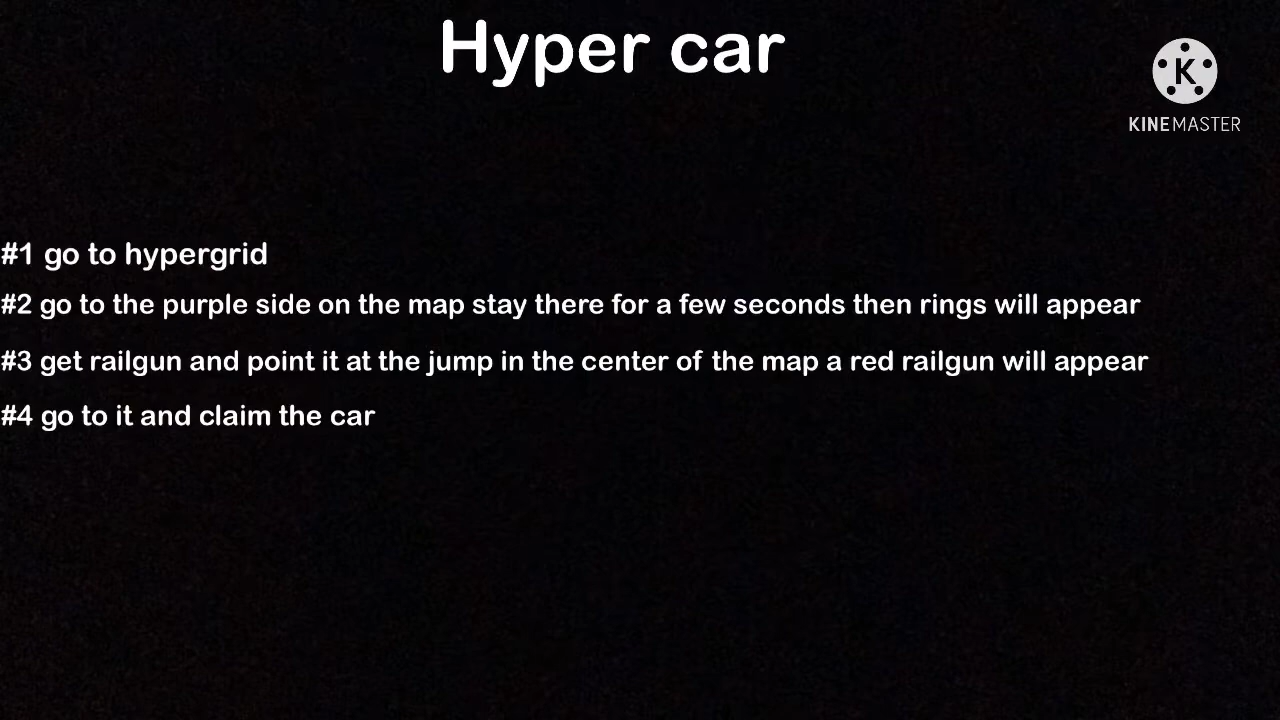 Hyper car
K
KINEMASTER
#1 go to hypergrid
#2 go to the purple side on the map stay there for a few seconds then rings will appear
#3 get railgun and point it at the jump in the center of the map a red railgun will appear
#4 go to it and claim the car